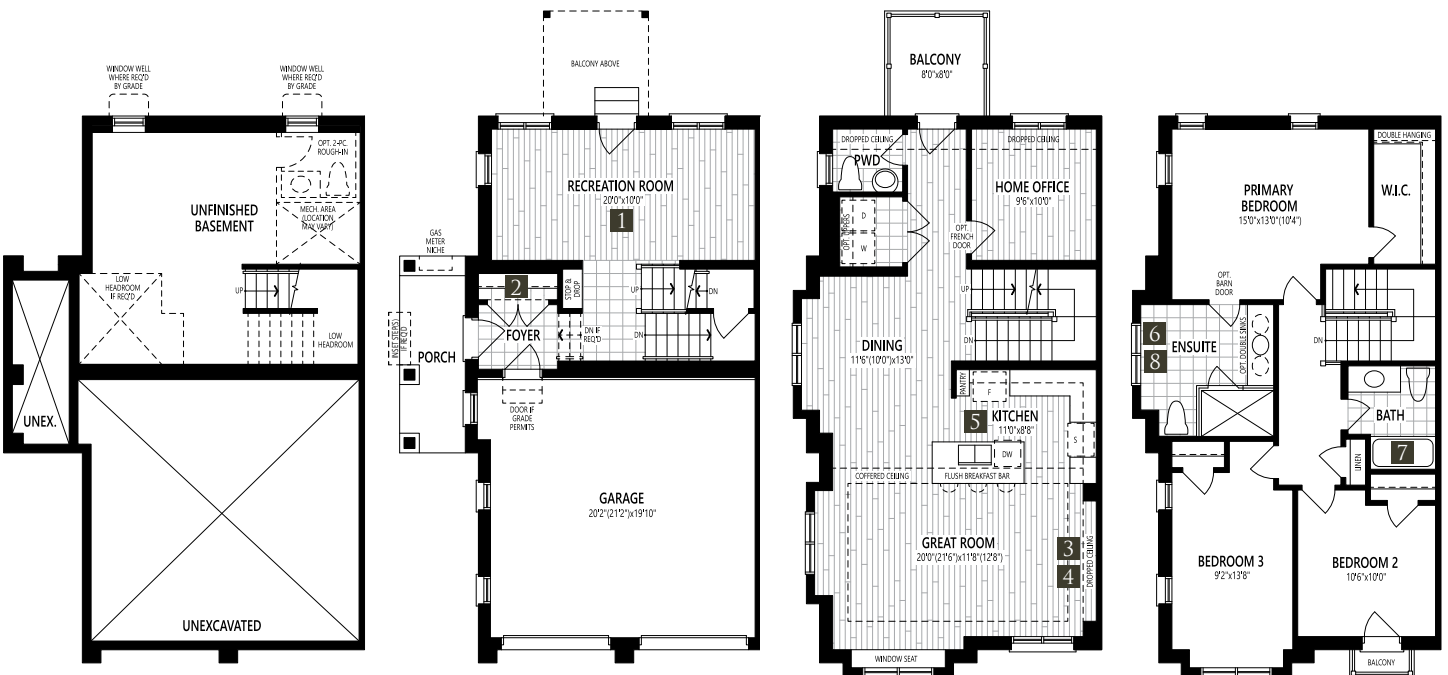 WINDOW WELL
WHERE REQ'D
BY GRADE
WINDOW WELL
WHERE REQ'D
BY GRADE
OPT. 2-PC.
ROUGH-IN
UNFINISHED
BASEMENT
MECH. AREA
(LOCATION
MAY VARY)
LOW
HEADROOM
IF REQ'D
UP
LOW
HEADROOM
UNEX.
UNEXCAVATED
BALCONY ABOVE
RECREATION ROOM
20'0"x10'0"
1
GAS
METER
NICHE
2
STOP &
DROP
UP
DN
FOYER
DN IF
REQ'D
DN
INSET STEP(S)
IF REQ'D
PORCH
DOOR IF
GRADE
PERMITS
GARAGE
20'2"(21'2")x19'10"
BALCONY
8'0"x8'0"
DROPPED CEILING
PWD
DROPPED CEILING
HOME OFFICE
9'6"x10'0"
OPT. UPPERS
D
W
OPT.
FRENCH
DOOR
UP
DN
DINING
11'6"(10'0")x13'0"
PANTRY
F
5
KITCHEN
11'0"x8'8"
S
DW
COFFERED CEILING
FLUSH BREAKFAST BAR
GREAT ROOM
20'0"(21'6")x11'8"(12'8")
3
4
DROPPED CEILING
WINDOW SEAT
DOUBLE HANGING
PRIMARY
BEDROOM
15'0"x13'0"(10'4")
W.I.C.
OPT.
BARN
DOOR
6
8
ENSUITE
OPT. DOUBLE SINKS
DN
BATH
7
LINEN
BEDROOM 3
9'2"x13'8"
BEDROOM 2
10'6"x10'0"
BALCONY